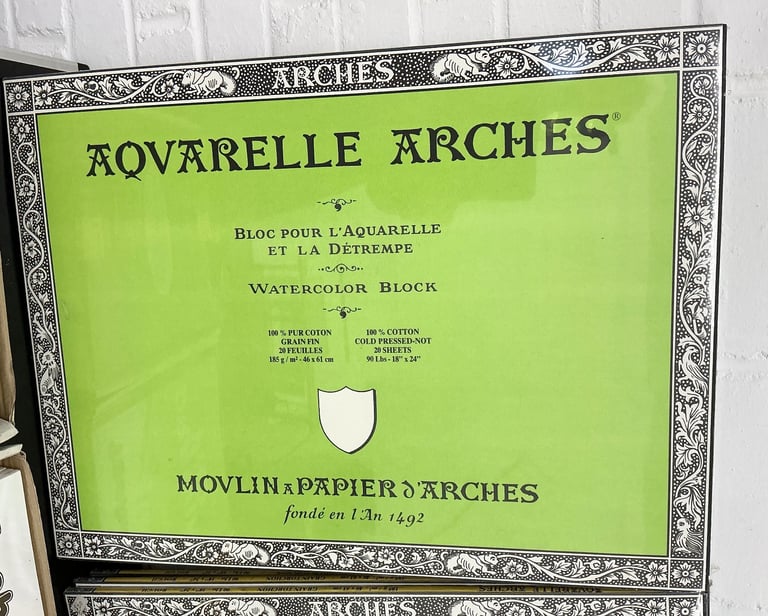 ARCHES
AQVARELLE ARCHES®
BLOC POUR L'AQUARELLE
ET LA DÉTREMPE
WATERCOLOR BLOCK
100 % PUR COTON
GRAIN FIN
20 FEUILLES
185 g / m² - 46 x 61 cm
100 % COTTON
COLD PRESSED-NOT
20 SHEETS
90 Lbs - 18" x 24"
MOVLIN A PAPIER d'ARCHES
fondé en l'An 1492
AQVARELLE ARCHES
ARCHES